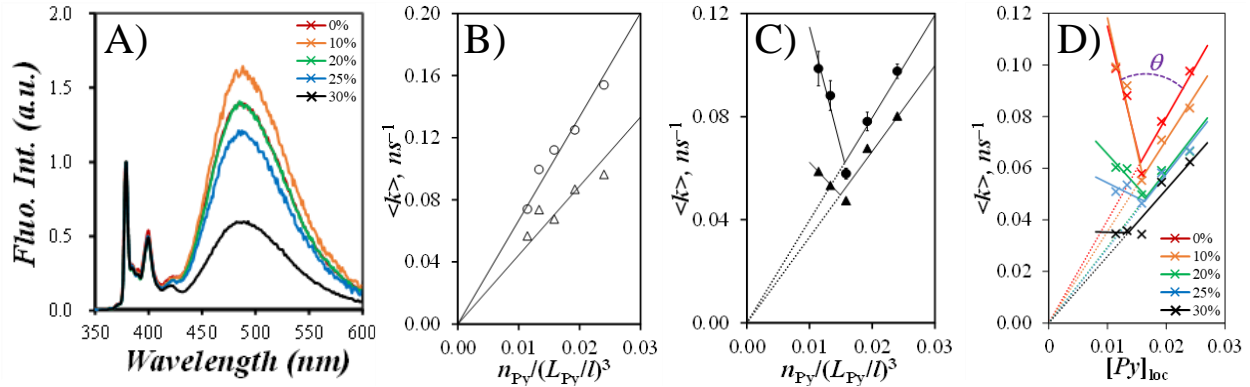 A)
0%
10%
20%
25%
30%
Fluo. Int. (a.u.)
2.0
1.5
1.0
0.5
0.0
350 400 450 500 550 600
Wavelength (nm)
B)
<k>, ns⁻¹
0.20
0.16
0.12
0.08
0.04
0.00
0.00 0.01 0.02 0.03
nPy/(LPy/l)³
C)
<k>, ns⁻¹
0.12
0.08
0.04
0.00
0.00 0.01 0.02 0.03
nPy/(LPy/l)³
D)
θ
<k>, ns⁻¹
0.12
0.10
0.08
0.06
0.04
0.02
0.00
0.00 0.01 0.02 0.03
[Py]loc
0%
10%
20%
25%
30%